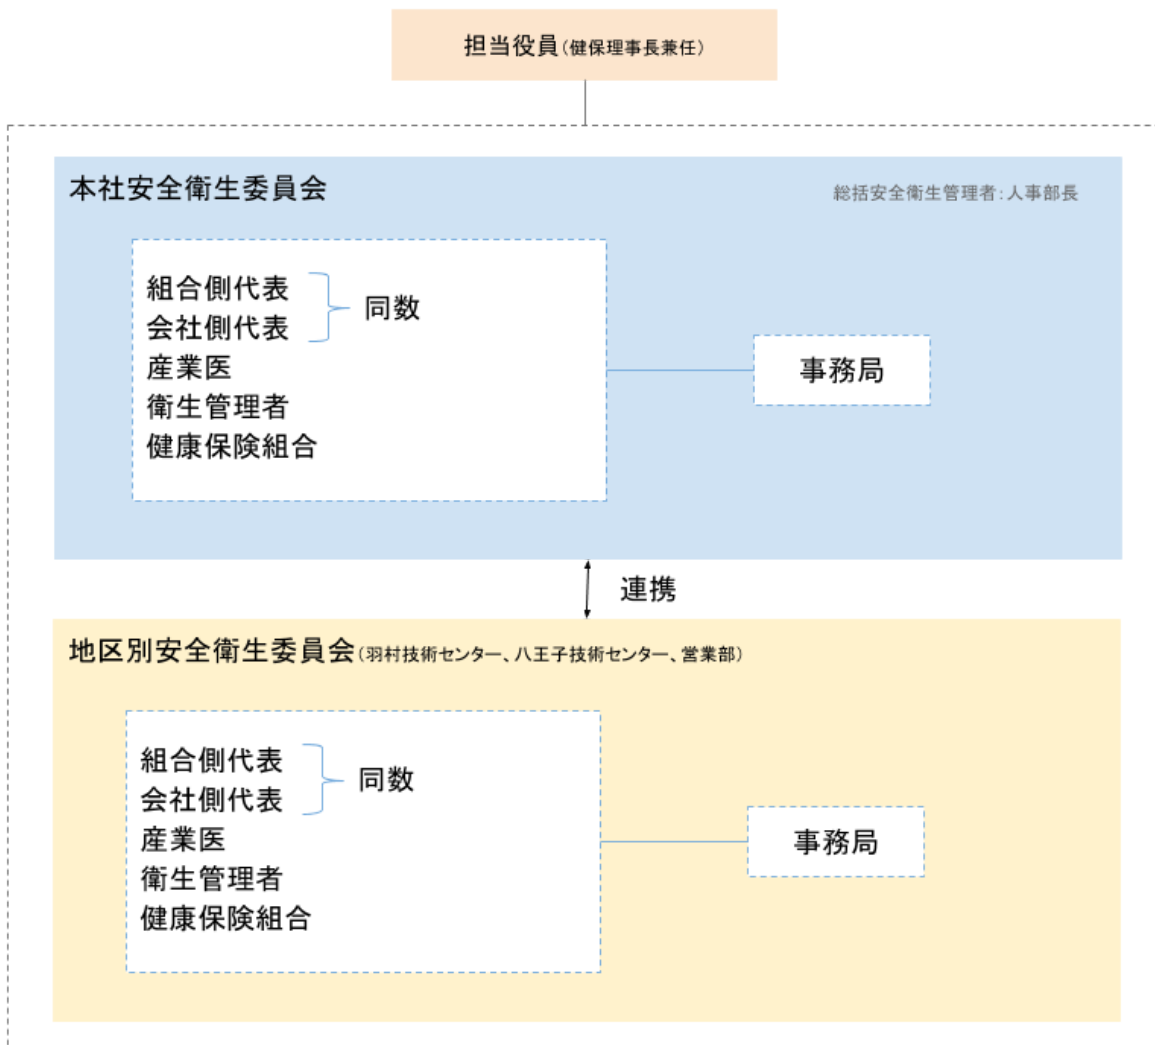 担当役員(健保理事長兼任)
本社安全衛生委員会
総括安全衛生管理者:人事部長
組合側代表
会社側代表
同数
産業医
衛生管理者
健康保険組合
事務局
連携
地区別安全衛生委員会(羽村技術センター、八王子技術センター、営業部)
組合側代表
会社側代表
同数
産業医
衛生管理者
健康保険組合
事務局